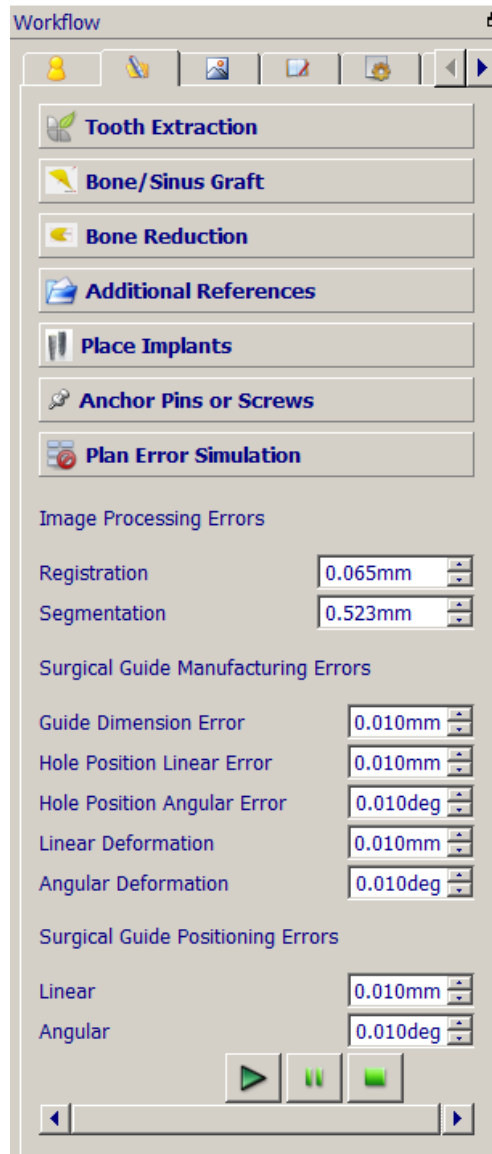 Workflow
Tooth Extraction
Bone/Sinus Graft
Bone Reduction
Additional References
Place Implants
Anchor Pins or Screws
Plan Error Simulation
Image Processing Errors
Registration 0.065mm
Segmentation 0.523mm
Surgical Guide Manufacturing Errors
Guide Dimension Error 0.010mm
Hole Position Linear Error 0.010mm
Hole Position Angular Error 0.010deg
Linear Deformation 0.010mm
Angular Deformation 0.010deg
Surgical Guide Positioning Errors
Linear 0.010mm
Angular 0.010deg